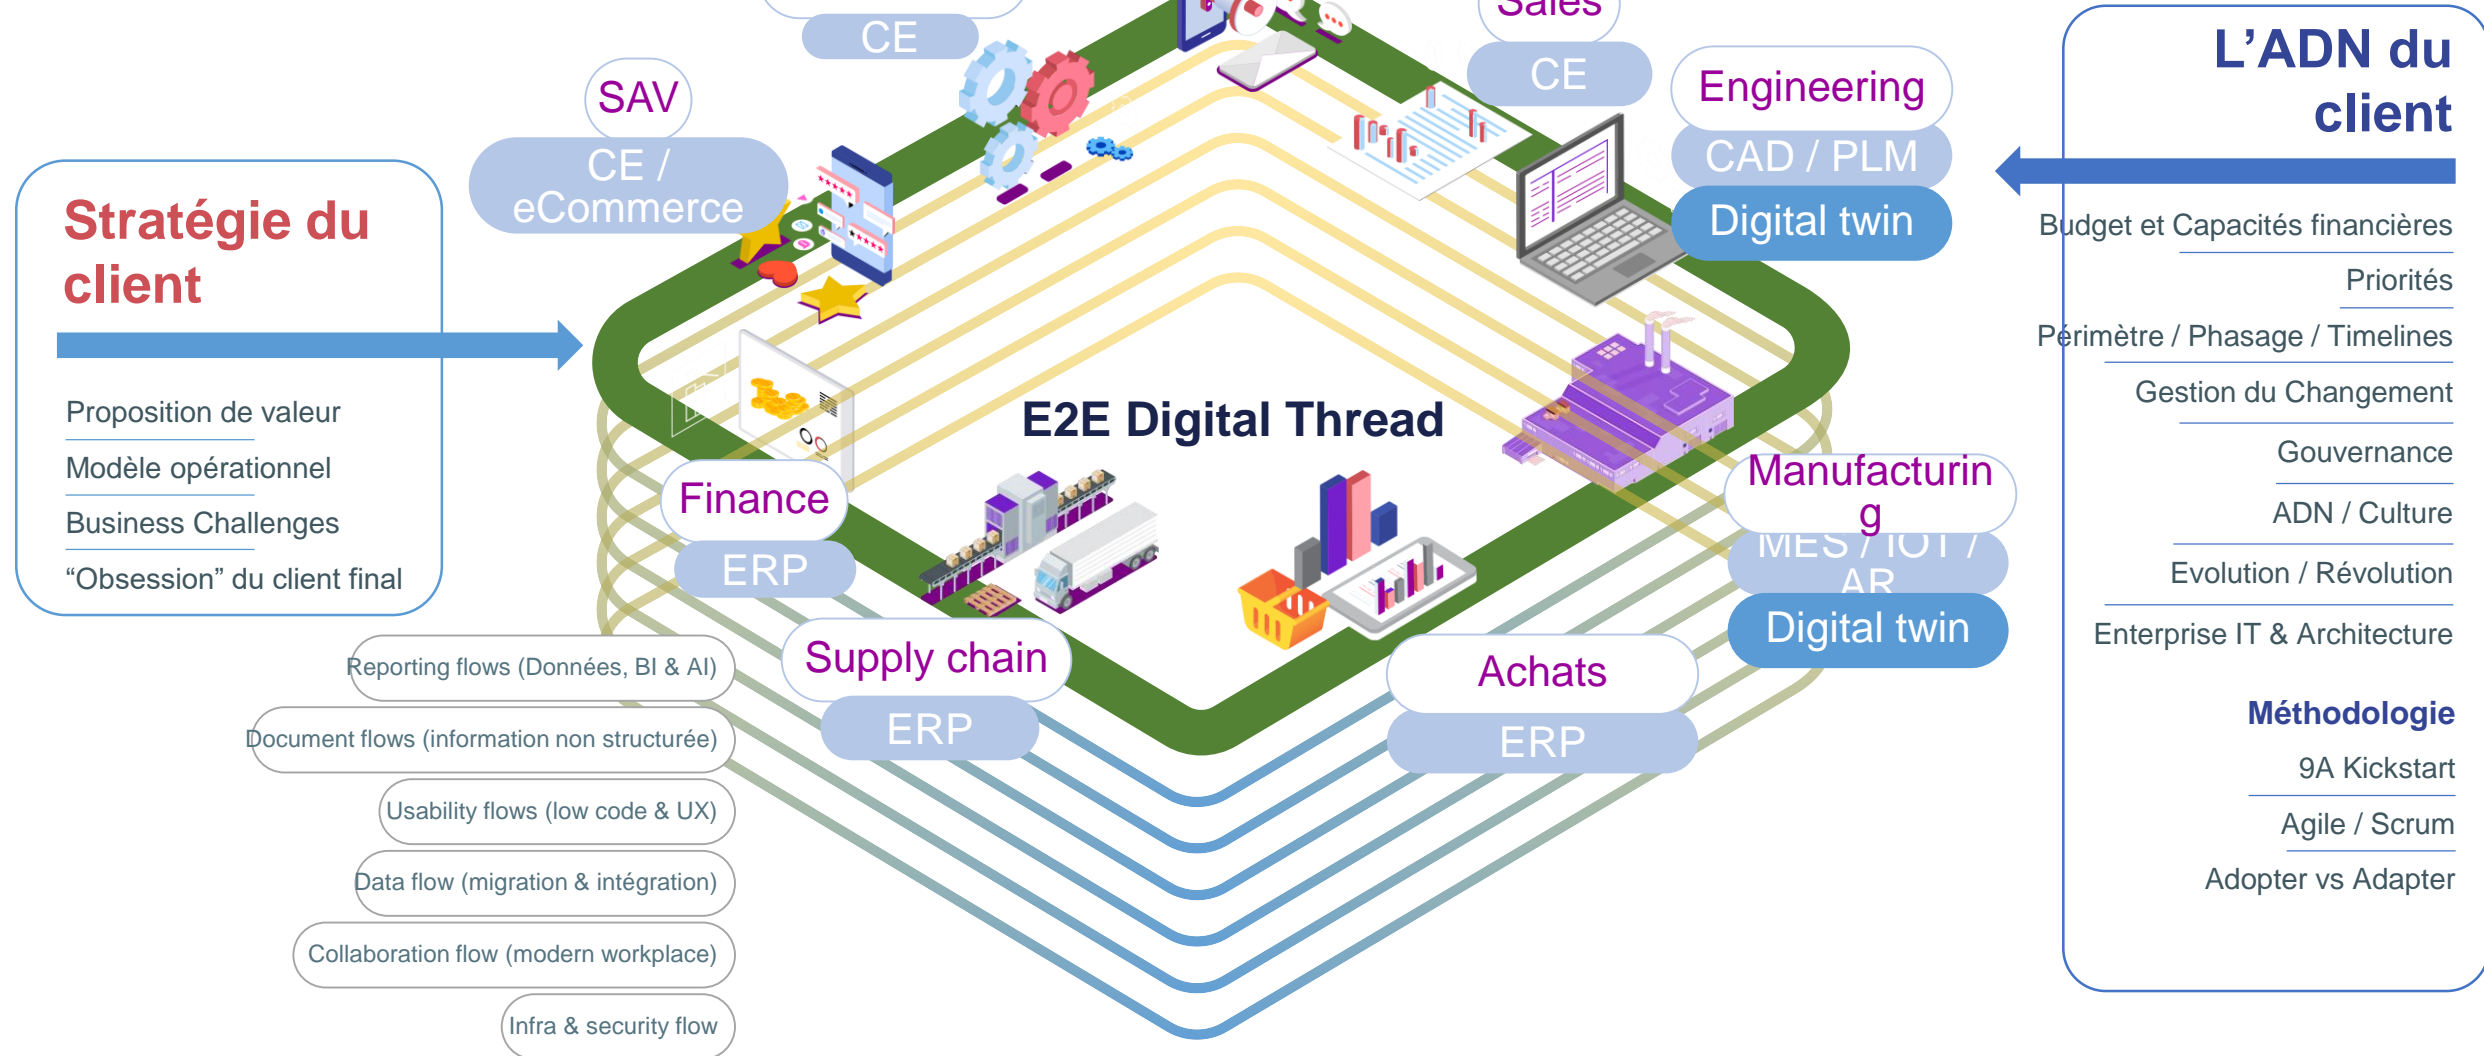 CE
Sales
CE
SAV
CE /
eCommerce
Engineering
CAD / PLM
Digital twin
Stratégie du
client
Proposition de valeur
Modèle opérationnel
Business Challenges
“Obsession” du client final
E2E Digital Thread
Finance
ERP
Manufacturin
g
MES / IOT /
AR
Digital twin
Supply chain
ERP
Achats
ERP
Reporting flows (Données, BI & AI)
Document flows (information non structurée)
Usability flows (low code & UX)
Data flow (migration & intégration)
Collaboration flow (modern workplace)
Infra & security flow
L’ADN du
client
Budget et Capacités financières
Priorités
Périmètre / Phasage / Timelines
Gestion du Changement
Gouvernance
ADN / Culture
Evolution / Révolution
Enterprise IT & Architecture
Méthodologie
9A Kickstart
Agile / Scrum
Adopter vs Adapter